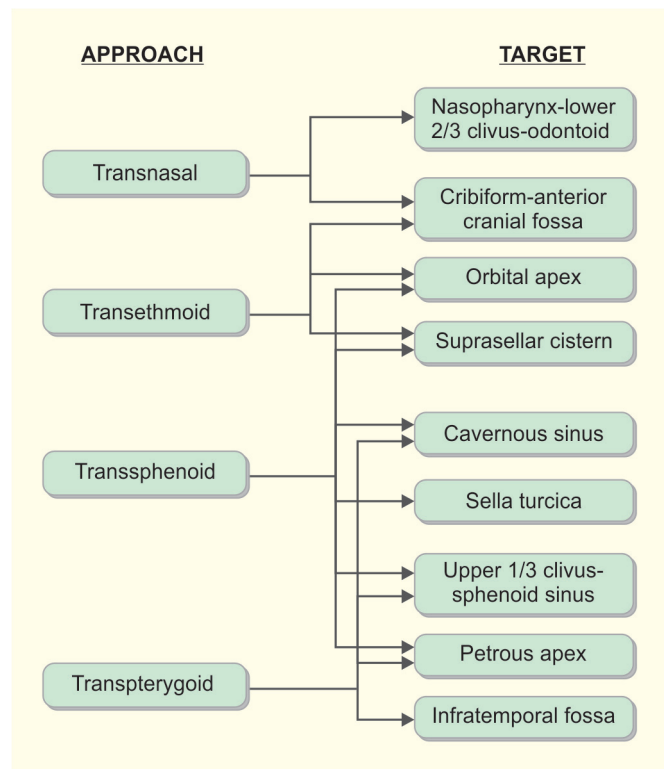 APPROACH
TARGET
Transnasal
Transethmoid
Transsphenoid
Transpterygoid
Nasopharynx-lower
2/3 clivus-odontoid
Cribiform-anterior
cranial fossa
Orbital apex
Suprasellar cistern
Cavernous sinus
Sella turcica
Upper 1/3 clivus-
sphenoid sinus
Petrous apex
Infratemporal fossa